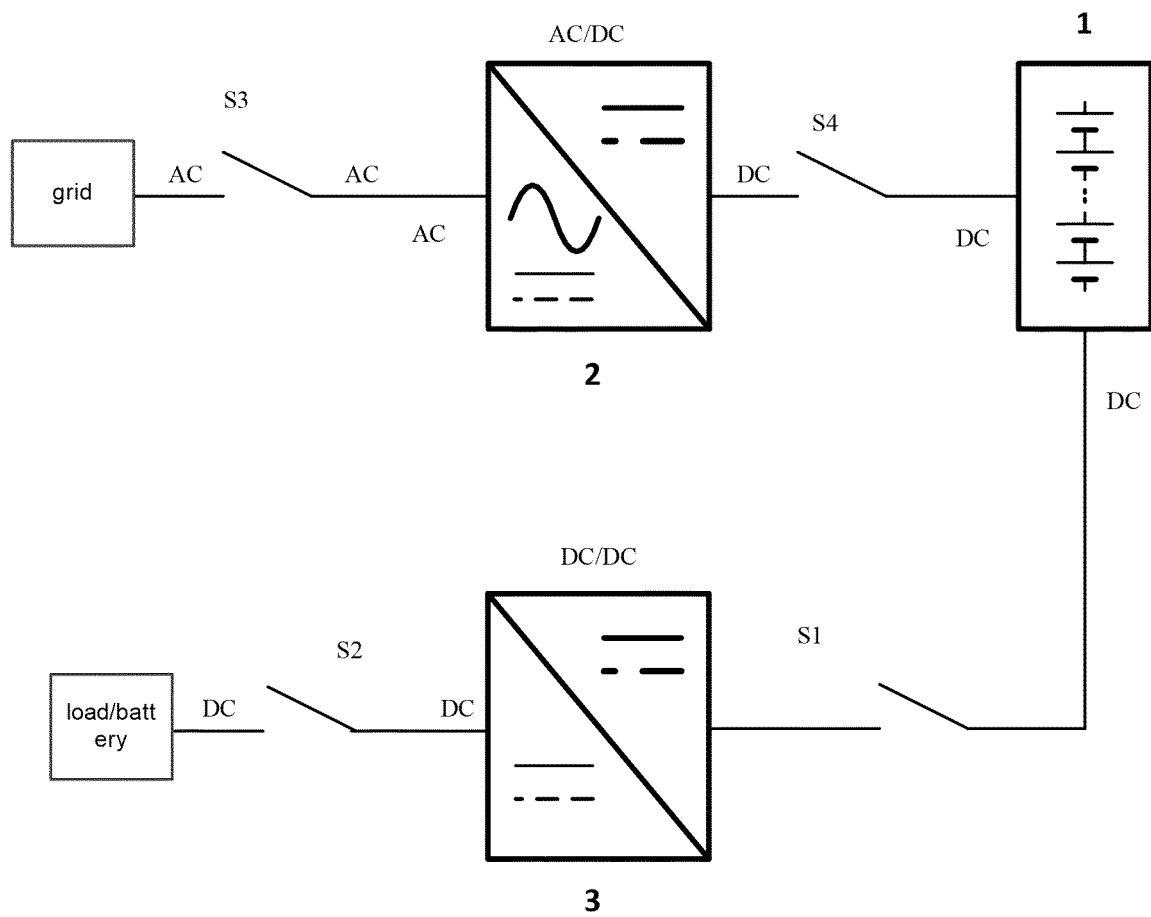 1
AC/DC
S3
S4
grid
AC
AC
DC
AC
DC
2
DC
DC/DC
S2
S1
load/batt
ery
DC
DC
3